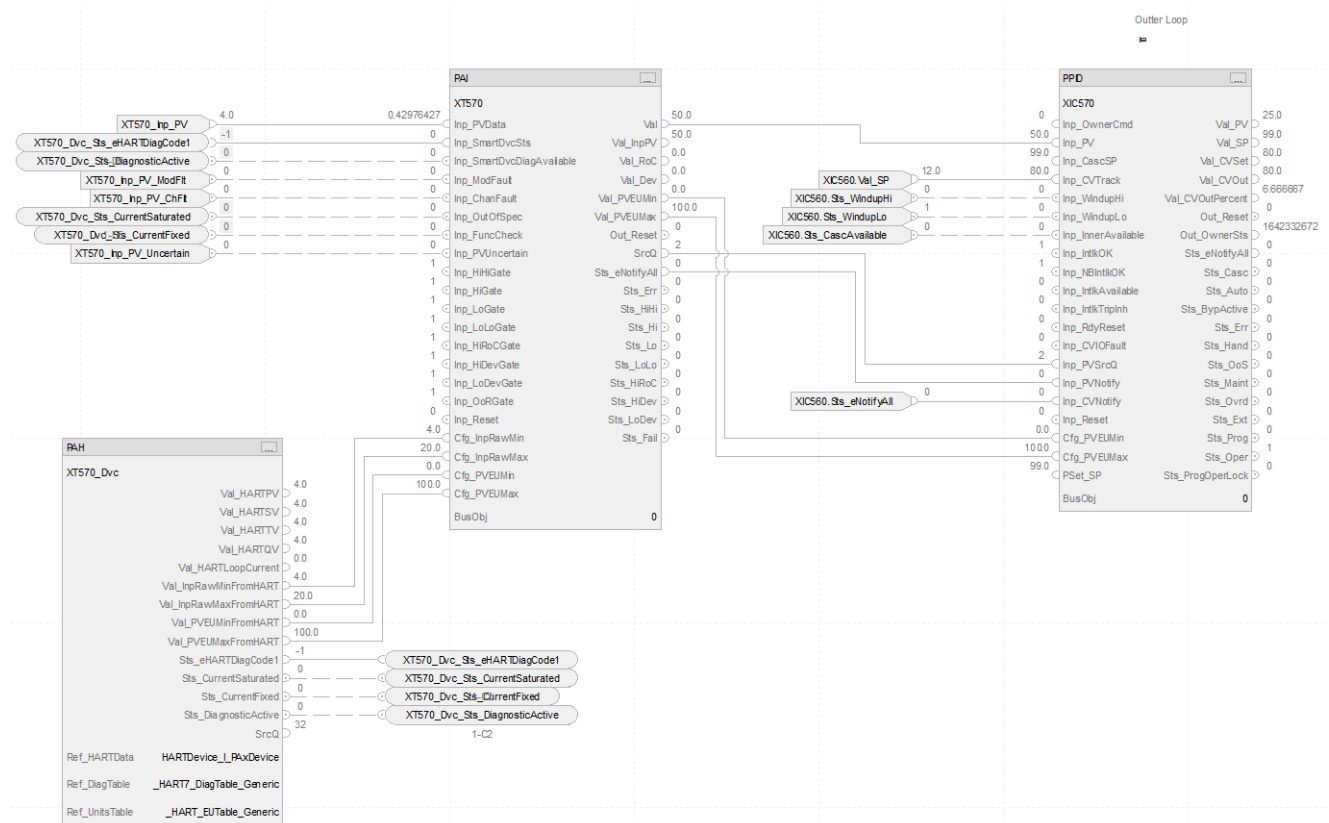 Outter Loop
XT570_Inp_PV 4.0
XT570_Dvc_Sts_eHARTDiagCode1 -1
XT570_Dvc_Sts_DiagnosticActive 0
XT570_Inp_PV_ModFlt 0
XT570_Inp_PV_ChFlt 0
XT570_Dvc_Sts_CurrentSaturated 0
XT570_Dvc_Sts_CurrentFixed 0
XT570_Inp_PV_Uncertain 0
PAI ...
XT570
0.42976427 Inp_PVData Val 50.0
0 Inp_SmartDvcSts Val_InpPV 50.0
0 Inp_SmartDvcDiagAvailable Val_RoC 0.0
0 Inp_ModFault Val_Dev 0.0
0 Inp_ChanFault Val_PVEUMin 0.0
0 Inp_OutOfSpec Val_PVEUMax 100.0
0 Inp_FuncCheck Out_Reset 0
0 Inp_PVUncertain SrcQ 2
1 Inp_HiHiGate Sts_eNotifyAll 0
1 Inp_HiGate Sts_Err 0
1 Inp_LoGate Sts_HiHi 0
1 Inp_LoLoGate Sts_Hi 0
1 Inp_HiRoCGate Sts_Lo 0
1 Inp_HiDevGate Sts_LoLo 0
1 Inp_LoDevGate Sts_HiRoC 0
1 Inp_OoRGate Sts_HiDev 0
0 Inp_Reset Sts_LoDev 0
4.0 Cfg_InpRawMin Sts_Fail 0
20.0 Cfg_InpRawMax
0.0 Cfg_PVEUMin
100.0 Cfg_PVEUMax
BusObj 0
XIC560.Val_SP 12.0
XIC560.Sts_WindupHi 0
XIC560.Sts_WindupLo 1
XIC560.Sts_CascAvailable 0
XIC560.Sts_eNotifyAll 0
PPID ...
XIC570
0 Inp_OwnerCmd Val_PV 25.0
50.0 Inp_PV Val_SP 99.0
99.0 Inp_CascSP Val_CVSet 80.0
80.0 Inp_CVTrack Val_CVOut 80.0
0 Inp_WindupHi Val_CVOutPercent 6.666667
0 Inp_WindupLo Out_Reset 0
0 Inp_InnerAvailable Out_OwnerSts 1642332672
1 Inp_IntlkOK Sts_eNotifyAll 0
1 Inp_NBIntlkOK Sts_Casc 0
0 Inp_IntlkAvailable Sts_Auto 0
0 Inp_IntlkTripInh Sts_BypActive 0
0 Inp_RdyReset Sts_Err 0
0 Inp_CVIOFault Sts_Hand 0
2 Inp_PVSrcQ Sts_OoS 0
0 Inp_PVNotify Sts_Maint 0
0 Inp_CVNotify Sts_Ovrd 0
0 Inp_Reset Sts_Ext 0
0.0 Cfg_PVEUMin Sts_Prog 0
100.0 Cfg_PVEUMax Sts_Oper 1
99.0 PSet_SP Sts_ProgOperLock 0
BusObj 0
PAH ...
XT570_Dvc
Val_HARTPV 4.0
Val_HARTSV 4.0
Val_HARTTV 4.0
Val_HARTQV 4.0
Val_HARTLoopCurrent 0.0
Val_InpRawMinFromHART 4.0
Val_InpRawMaxFromHART 20.0
Val_PVEUMinFromHART 0.0
Val_PVEUMaxFromHART 100.0
Sts_eHARTDiagCode1 -1 XT570_Dvc_Sts_eHARTDiagCode1
Sts_CurrentSaturated 0 XT570_Dvc_Sts_CurrentSaturated
Sts_CurrentFixed 0 XT570_Dvc_Sts_CurrentFixed
Sts_DiagnosticActive 0 XT570_Dvc_Sts_DiagnosticActive
SrcQ 32 1-C2
Ref_HARTData HARTDevice_I_PAxDevice
Ref_DiagTable _HART7_DiagTable_Generic
Ref_UnitsTable _HART_EUTable_Generic